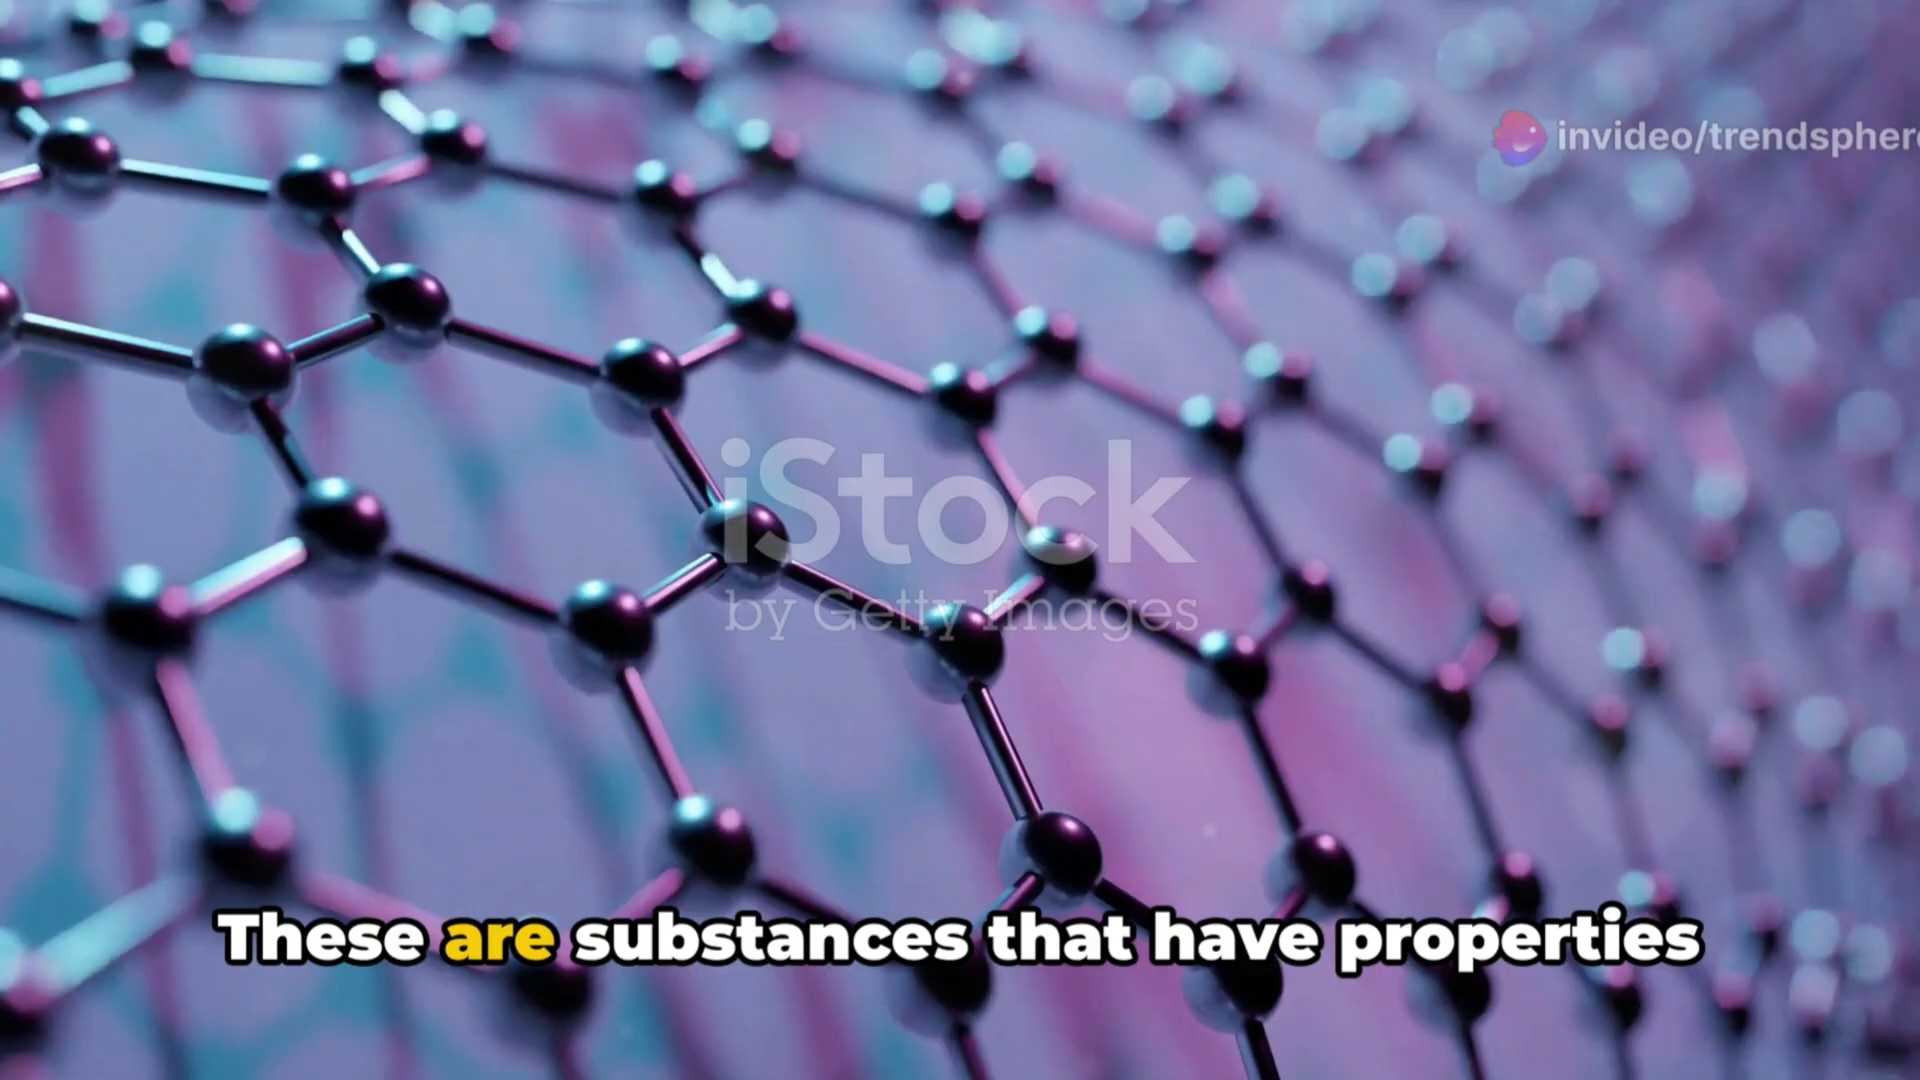 invideo/trendsphere
iStock
by Getty Images
These are substances that have properties